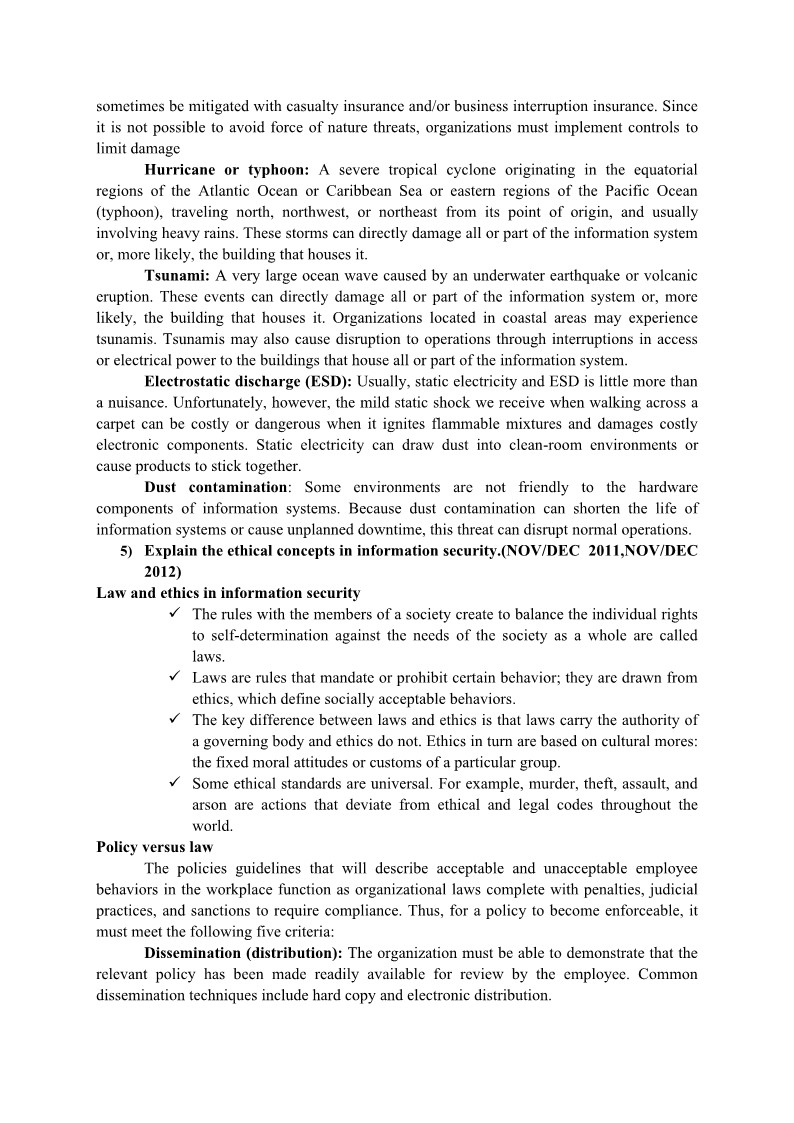 sometimes be mitigated with casualty insurance and/or business interruption insurance. Since
it is not possible to avoid force of nature threats, organizations must implement controls to
limit damage
Hurricane or typhoon: A severe tropical cyclone originating in the equatorial
regions of the Atlantic Ocean or Caribbean Sea or eastern regions of the Pacific Ocean
(typhoon), traveling north, northwest, or northeast from its point of origin, and usually
involving heavy rains. These storms can directly damage all or part of the information system
or, more likely, the building that houses it.
Tsunami: A very large ocean wave caused by an underwater earthquake or volcanic
eruption. These events can directly damage all or part of the information system or, more
likely, the building that houses it. Organizations located in coastal areas may experience
tsunamis. Tsunamis may also cause disruption to operations through interruptions in access
or electrical power to the buildings that house all or part of the information system.
Electrostatic discharge (ESD): Usually, static electricity and ESD is little more than
a nuisance. Unfortunately, however, the mild static shock we receive when walking across a
carpet can be costly or dangerous when it ignites flammable mixtures and damages costly
electronic components. Static electricity can draw dust into clean-room environments or
cause products to stick together.
Dust contamination: Some environments are not friendly to the hardware
components of information systems. Because dust contamination can shorten the life of
information systems or cause unplanned downtime, this threat can disrupt normal operations.
5) Explain the ethical concepts in information security.(NOV/DEC 2011,NOV/DEC
2012)
Law and ethics in information security
✓ The rules with the members of a society create to balance the individual rights
to self-determination against the needs of the society as a whole are called
laws.
✓ Laws are rules that mandate or prohibit certain behavior; they are drawn from
ethics, which define socially acceptable behaviors.
✓ The key difference between laws and ethics is that laws carry the authority of
a governing body and ethics do not. Ethics in turn are based on cultural mores:
the fixed moral attitudes or customs of a particular group.
✓ Some ethical standards are universal. For example, murder, theft, assault, and
arson are actions that deviate from ethical and legal codes throughout the
world.
Policy versus law
The policies guidelines that will describe acceptable and unacceptable employee
behaviors in the workplace function as organizational laws complete with penalties, judicial
practices, and sanctions to require compliance. Thus, for a policy to become enforceable, it
must meet the following five criteria:
Dissemination (distribution): The organization must be able to demonstrate that the
relevant policy has been made readily available for review by the employee. Common
dissemination techniques include hard copy and electronic distribution.